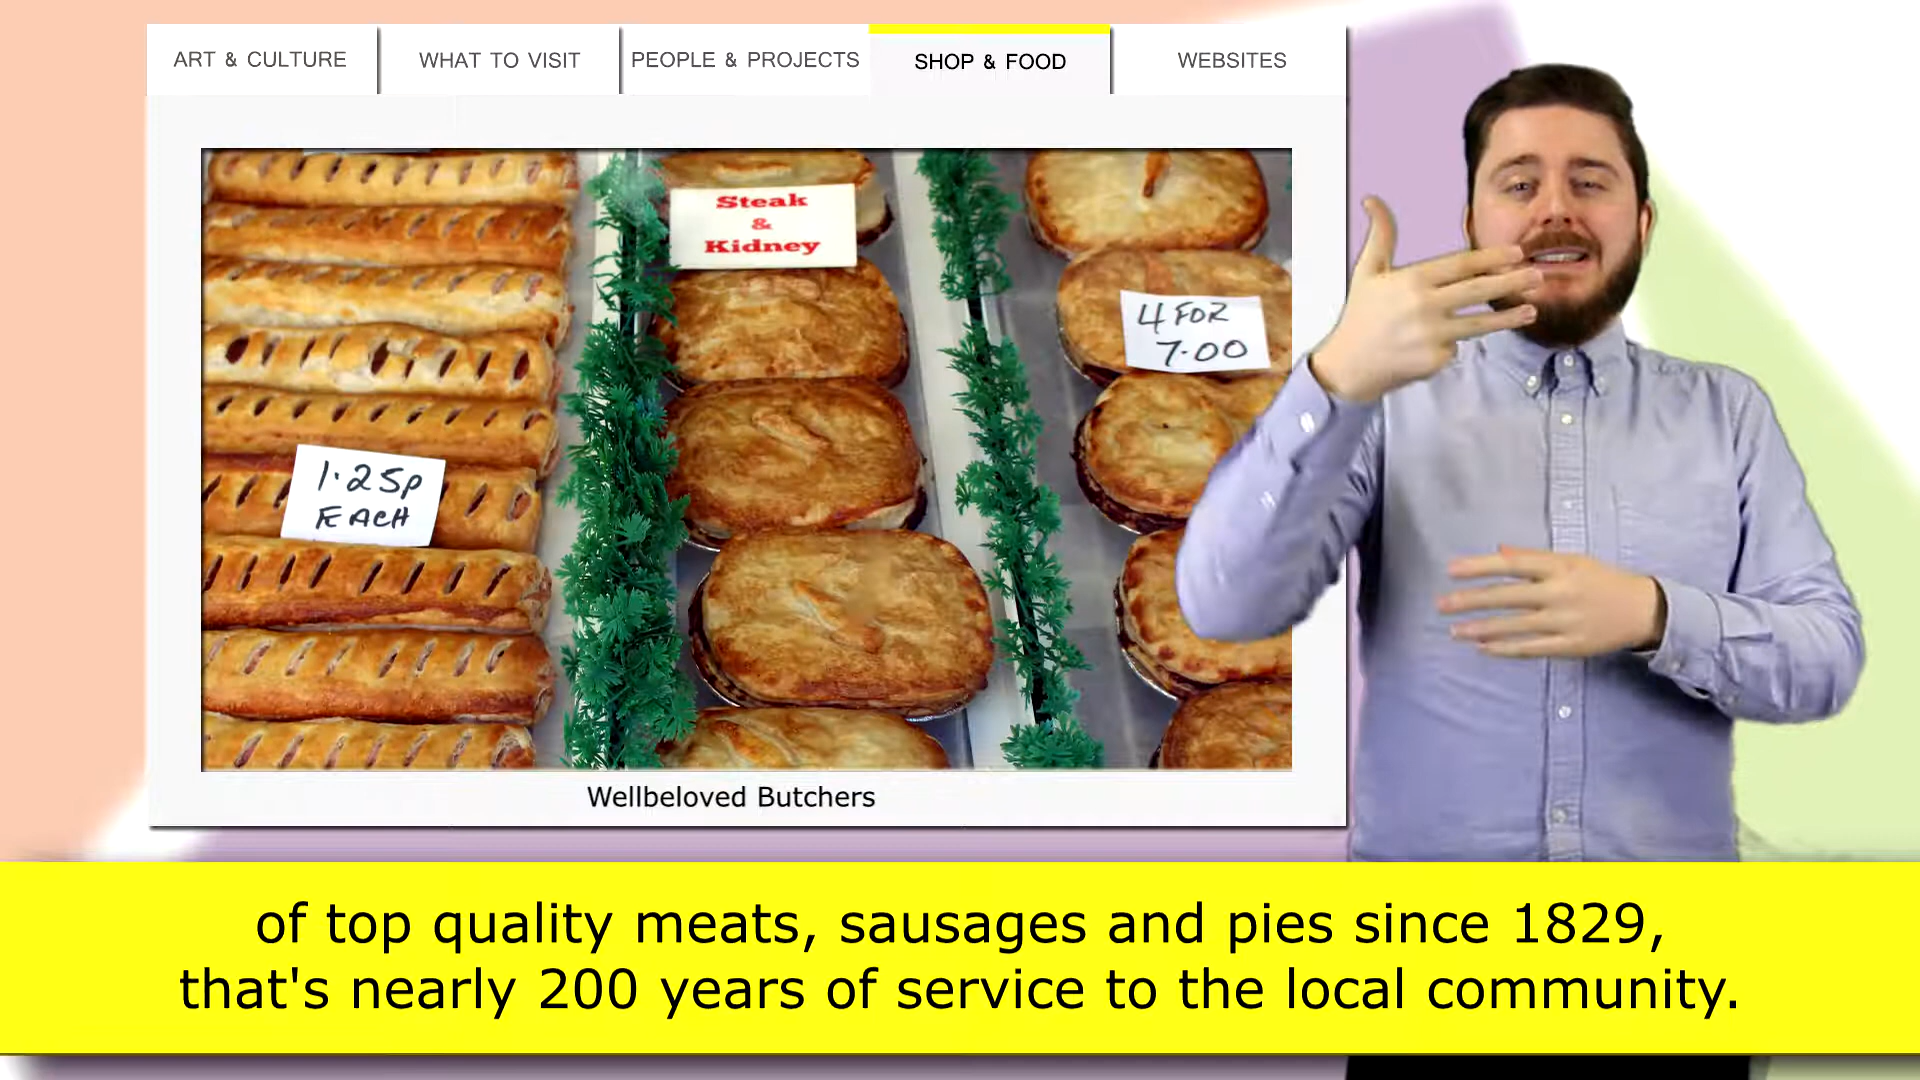 ART & CULTURE
WHAT TO VISIT
PEOPLE & PROJECTS
SHOP & FOOD
WEBSITES
Steak
&
Kidney
4 FOR
7.00
1.25p
EACH
Wellbeloved Butchers
of top quality meats, sausages and pies since 1829,
that's nearly 200 years of service to the local community.